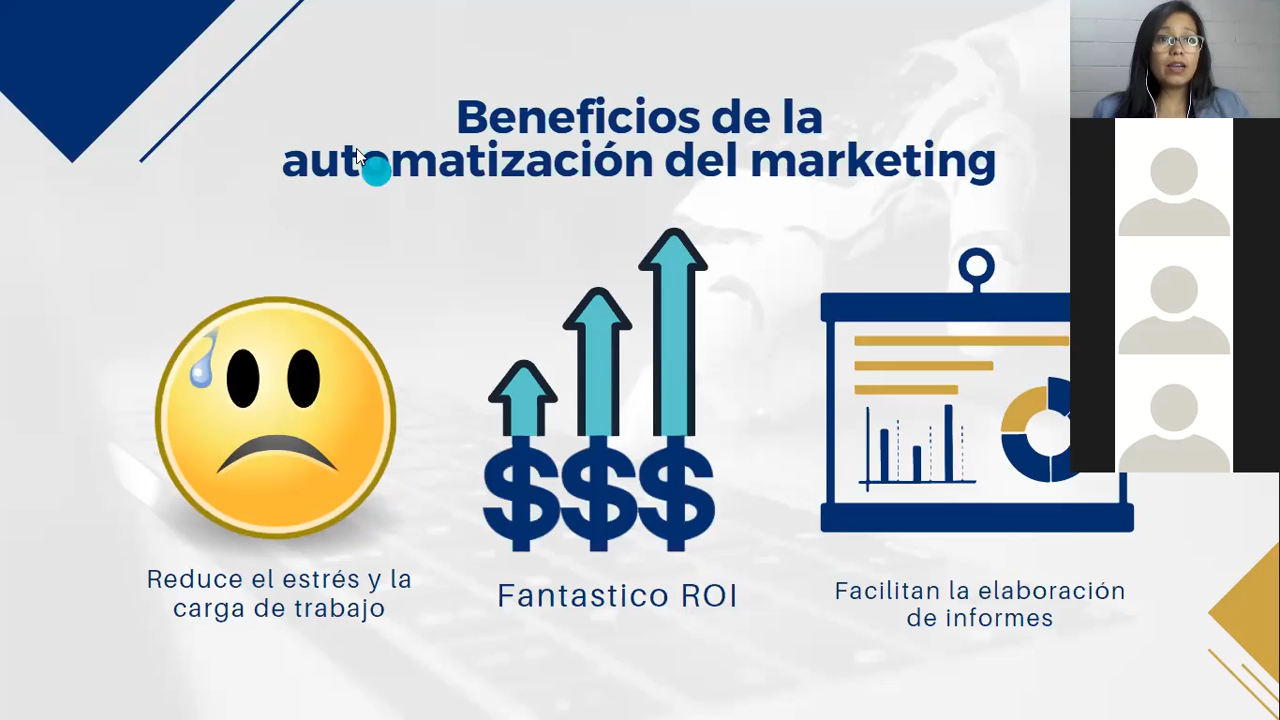 Beneficios de la
automatización del marketing
Reduce el estrés y la
carga de trabajo
$$$
Fantastico ROI
Facilitan la elaboración
de informes